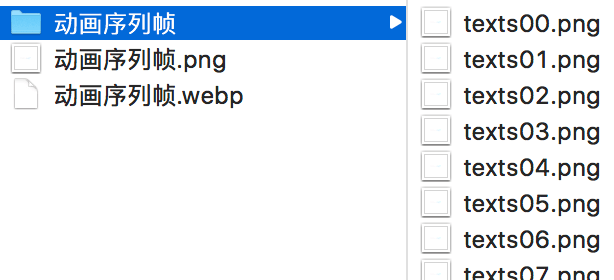 动画序列帧
动画序列帧.png
动画序列帧.webp
texts00.png
texts01.png
texts02.png
texts03.png
texts04.png
texts05.png
texts06.png
texts07.png